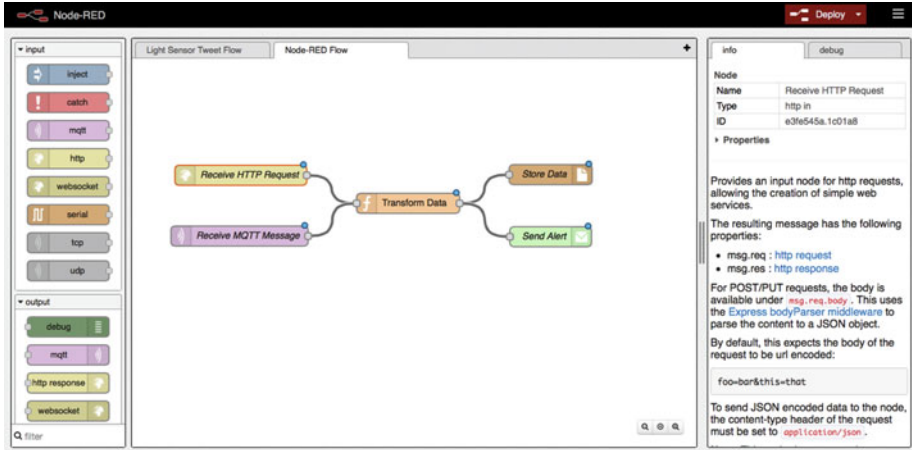 Node-RED
Deploy
input
inject
catch
mqtt
http
websocket
serial
tcp
udp
output
debug
mqtt
http response
websocket
filter
Light Sensor Tweet Flow
Node-RED Flow
+
Receive HTTP Request
Receive MQTT Message
Transform Data
Store Data
Send Alert
info
debug
Node
Name Receive HTTP Request
Type http in
ID e3fe545a.1c01a8
Properties
Provides an input node for http requests,
allowing the creation of simple web
services.
The resulting message has the following
properties:
• msg.req : http request
• msg.res : http response
For POST/PUT requests, the body is
available under msg.req.body . This uses
the Express bodyParser middleware to
parse the content to a JSON object.
By default, this expects the body of the
request to be url encoded:
foo=bar&this=that
To send JSON encoded data to the node,
the content-type header of the request
must be set to application/json .